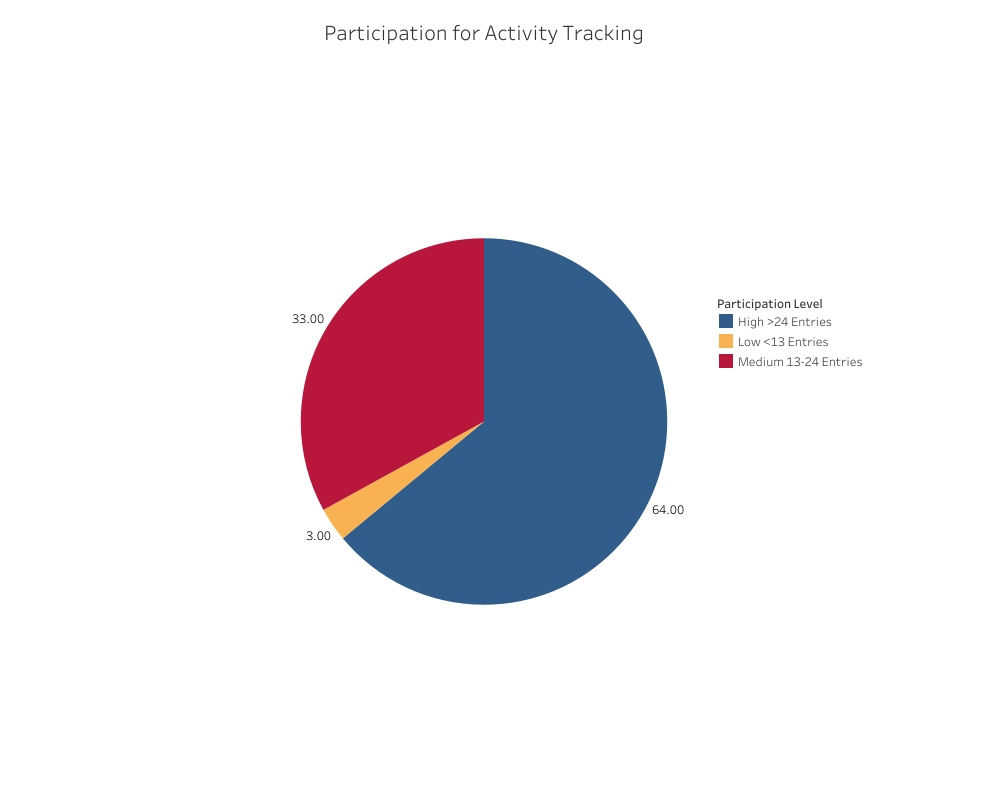 Participation for Activity Tracking
33.00
3.00
64.00
Participation Level
High >24 Entries
Low <13 Entries
Medium 13-24 Entries